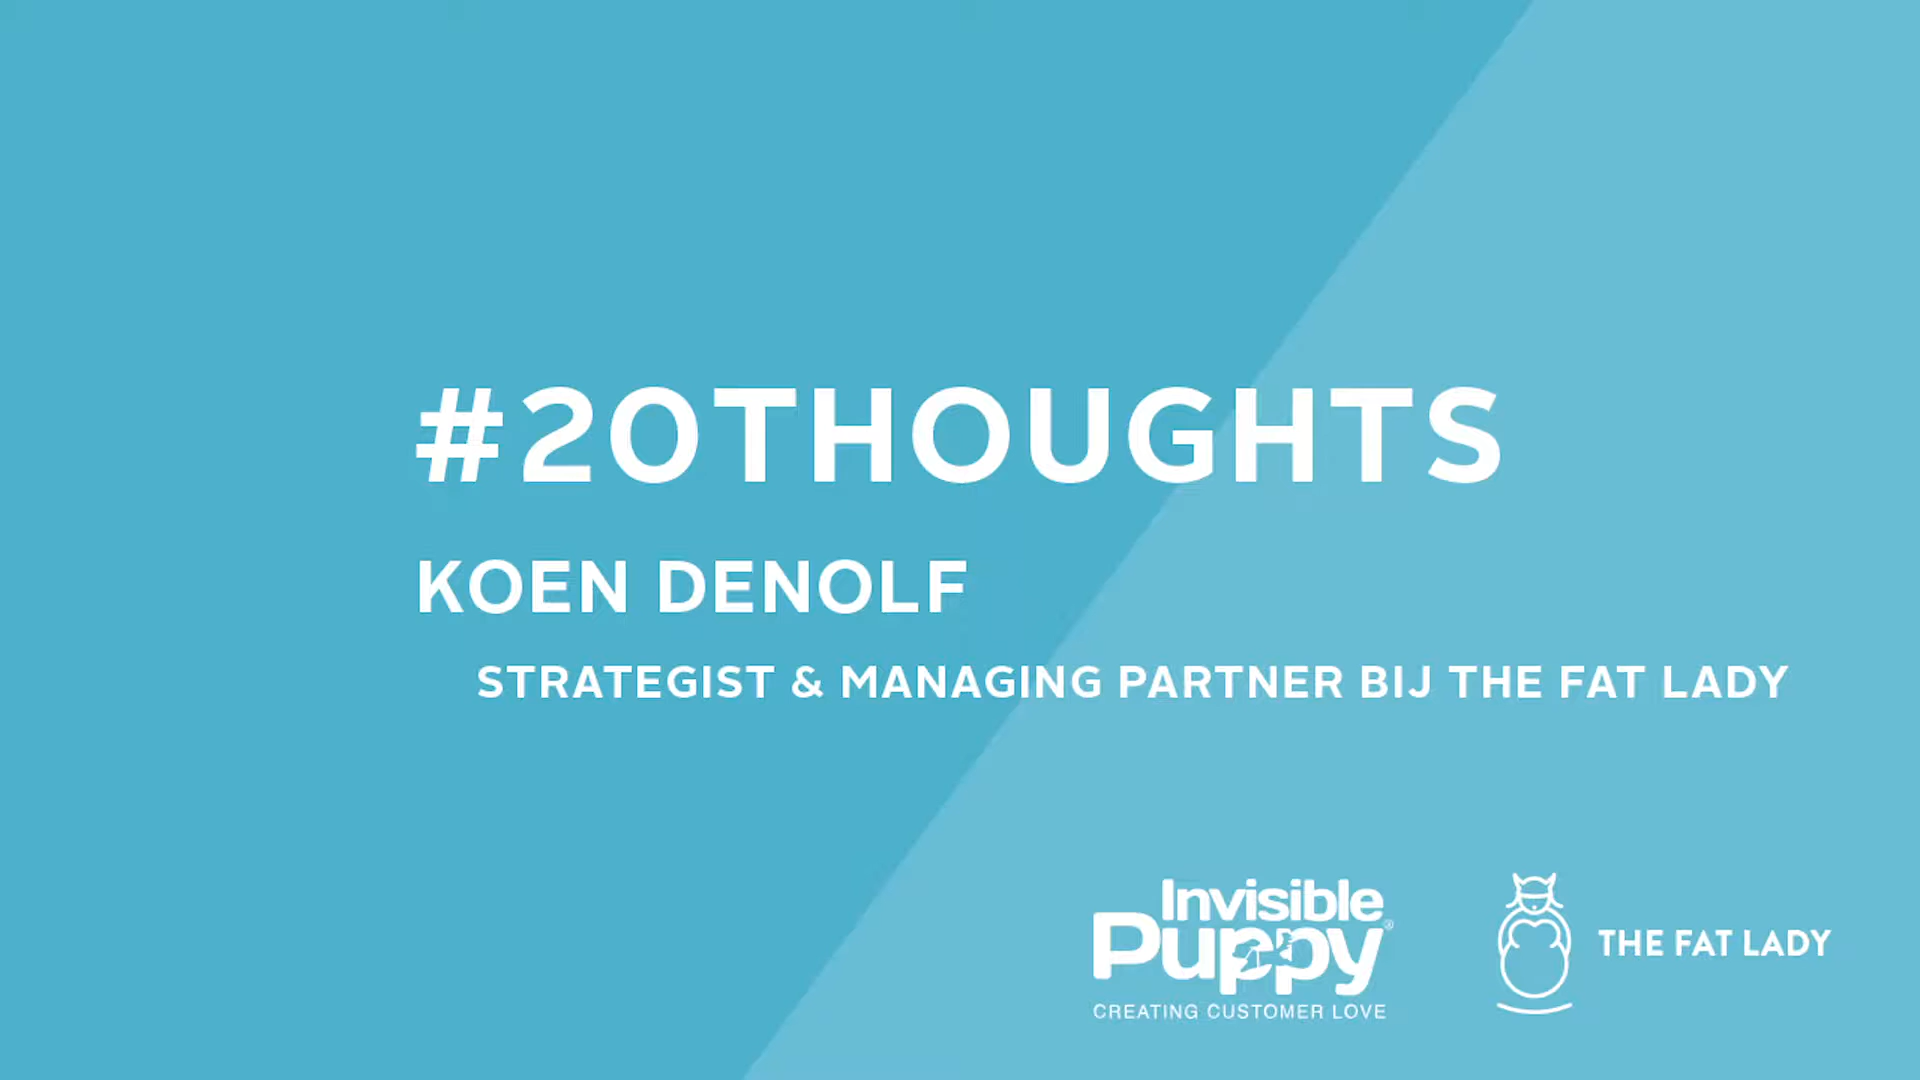 #20THOUGHTS
KOEN DENOLF
STRATEGIST & MANAGING PARTNER BIJ THE FAT LADY
Invisible
Puppy®
CREATING CUSTOMER LOVE
THE FAT LADY